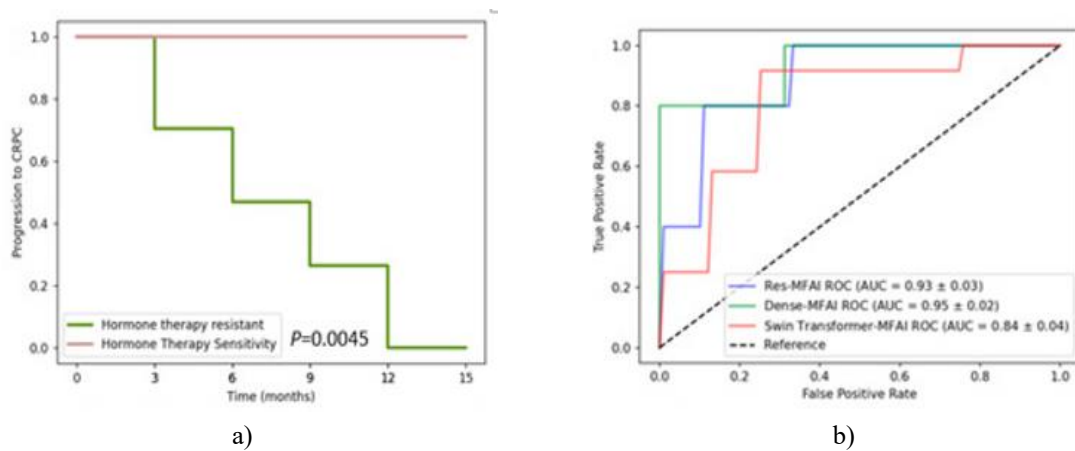 1.0
0.8
0.6
0.4
0.2
0.0
Progression to CRPC
Hormone therapy resistant
Hormone Therapy Sensitivity
P=0.0045
0 3 6 9 12 15
Time (months)
a)
1.0
0.8
0.6
0.4
0.2
0.0
True Positive Rate
Res-MFAI ROC (AUC = 0.93 ± 0.03)
Dense-MFAI ROC (AUC = 0.95 ± 0.02)
Swin Transformer-MFAI ROC (AUC = 0.84 ± 0.04)
Reference
0.0 0.2 0.4 0.6 0.8 1.0
False Positive Rate
b)